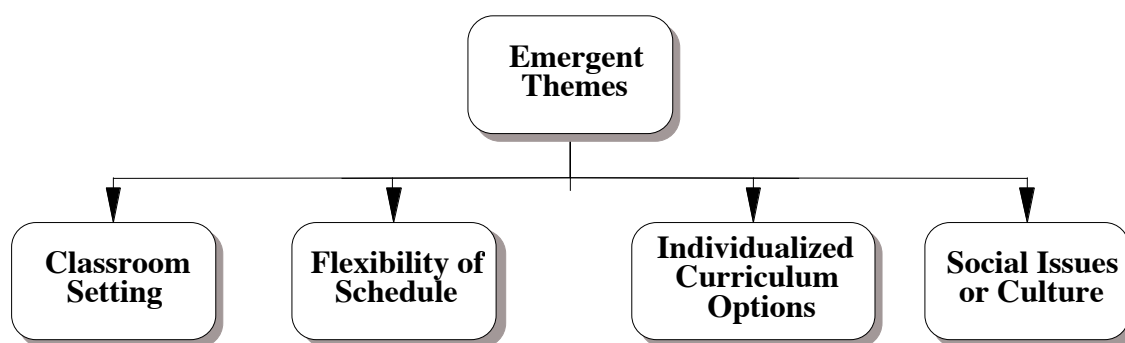 Emergent
Themes
Classroom
Setting
Flexibility of
Schedule
Individualized
Curriculum
Options
Social Issues
or Culture